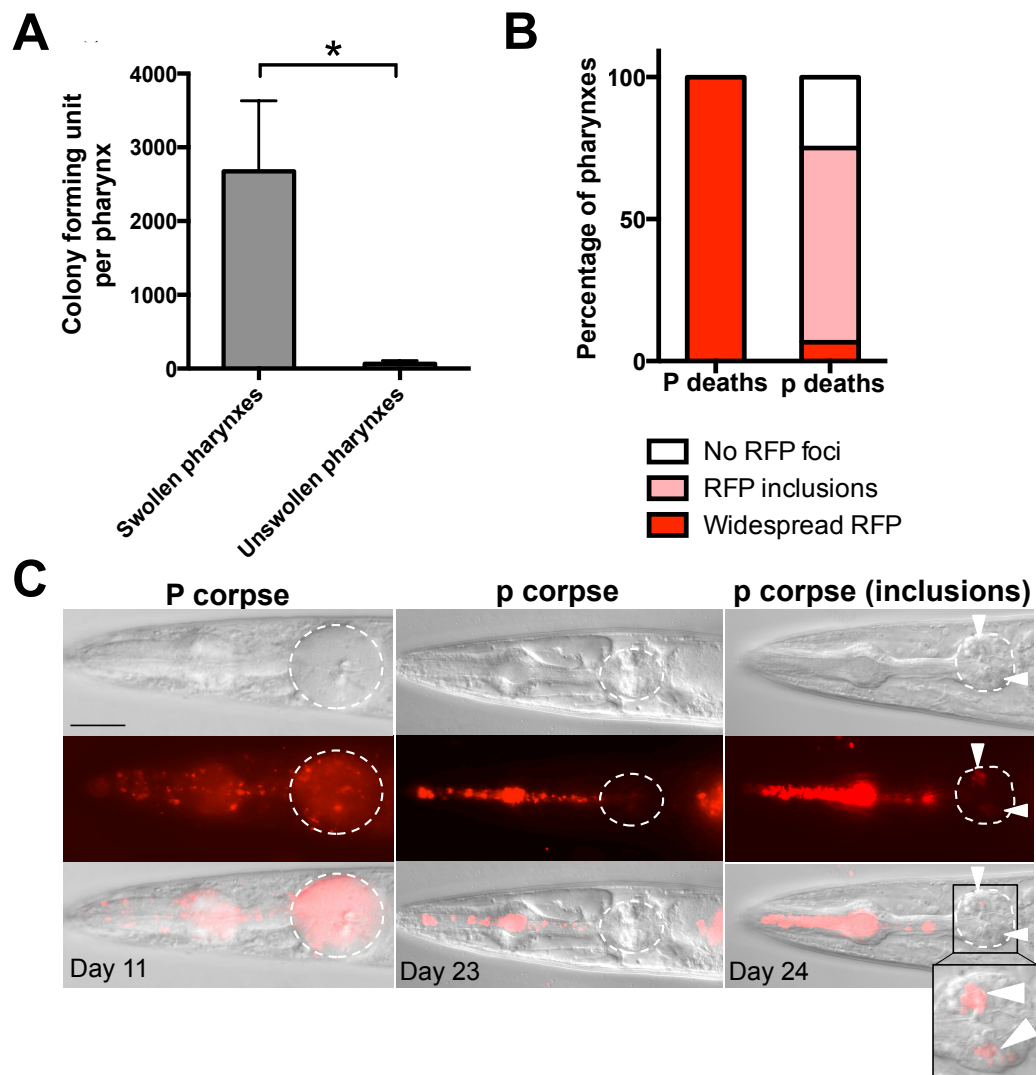 A
*
4000
3000
2000
1000
0
Colony forming unit
per pharynx
Swollen pharynxes
Unswollen pharynxes
B
100
50
0
Percentage of pharynxes
P deaths
p deaths
No RFP foci
RFP inclusions
Widespread RFP
C
P corpse
p corpse
p corpse (inclusions)
Day 11
Day 23
Day 24